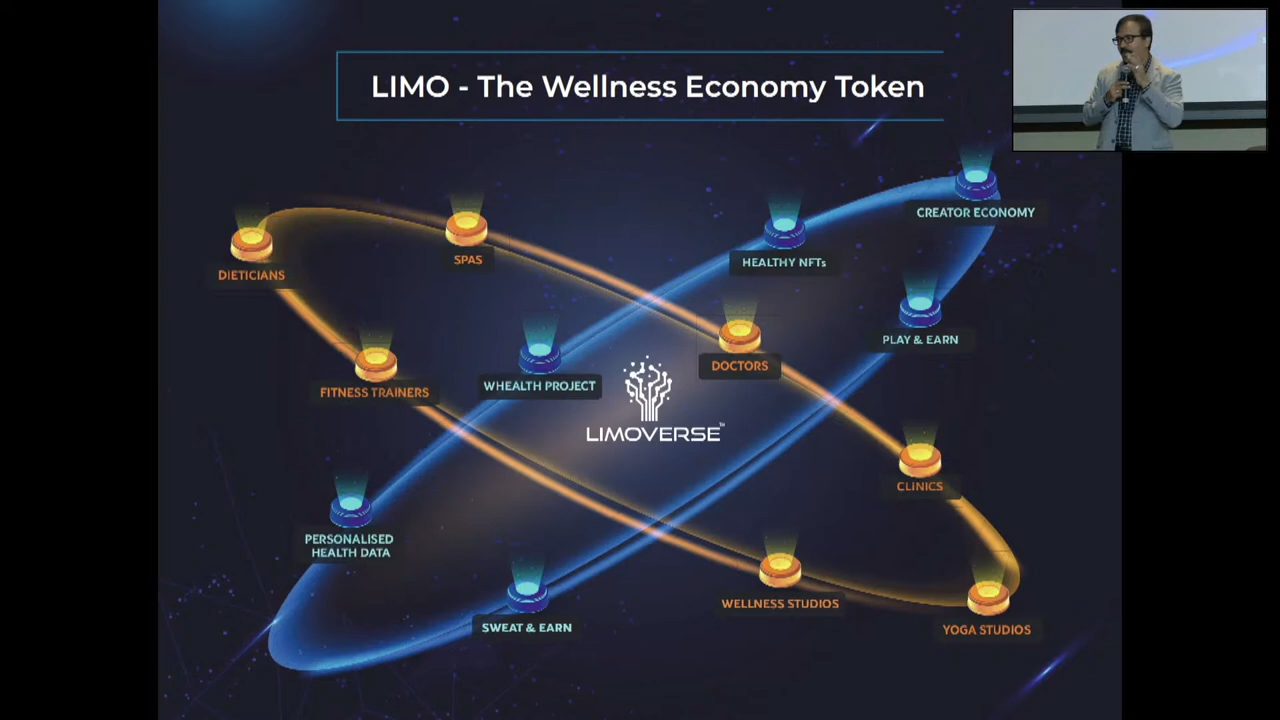 LIMO - The Wellness Economy Token
CREATOR ECONOMY
SPAS
HEALTHY NFTs
DIETICIANS
PLAY & EARN
DOCTORS
WHEALTH PROJECT
FITNESS TRAINERS
LIMOVERSE™
CLINICS
PERSONALISED
HEALTH DATA
WELLNESS STUDIOS
SWEAT & EARN
YOGA STUDIOS